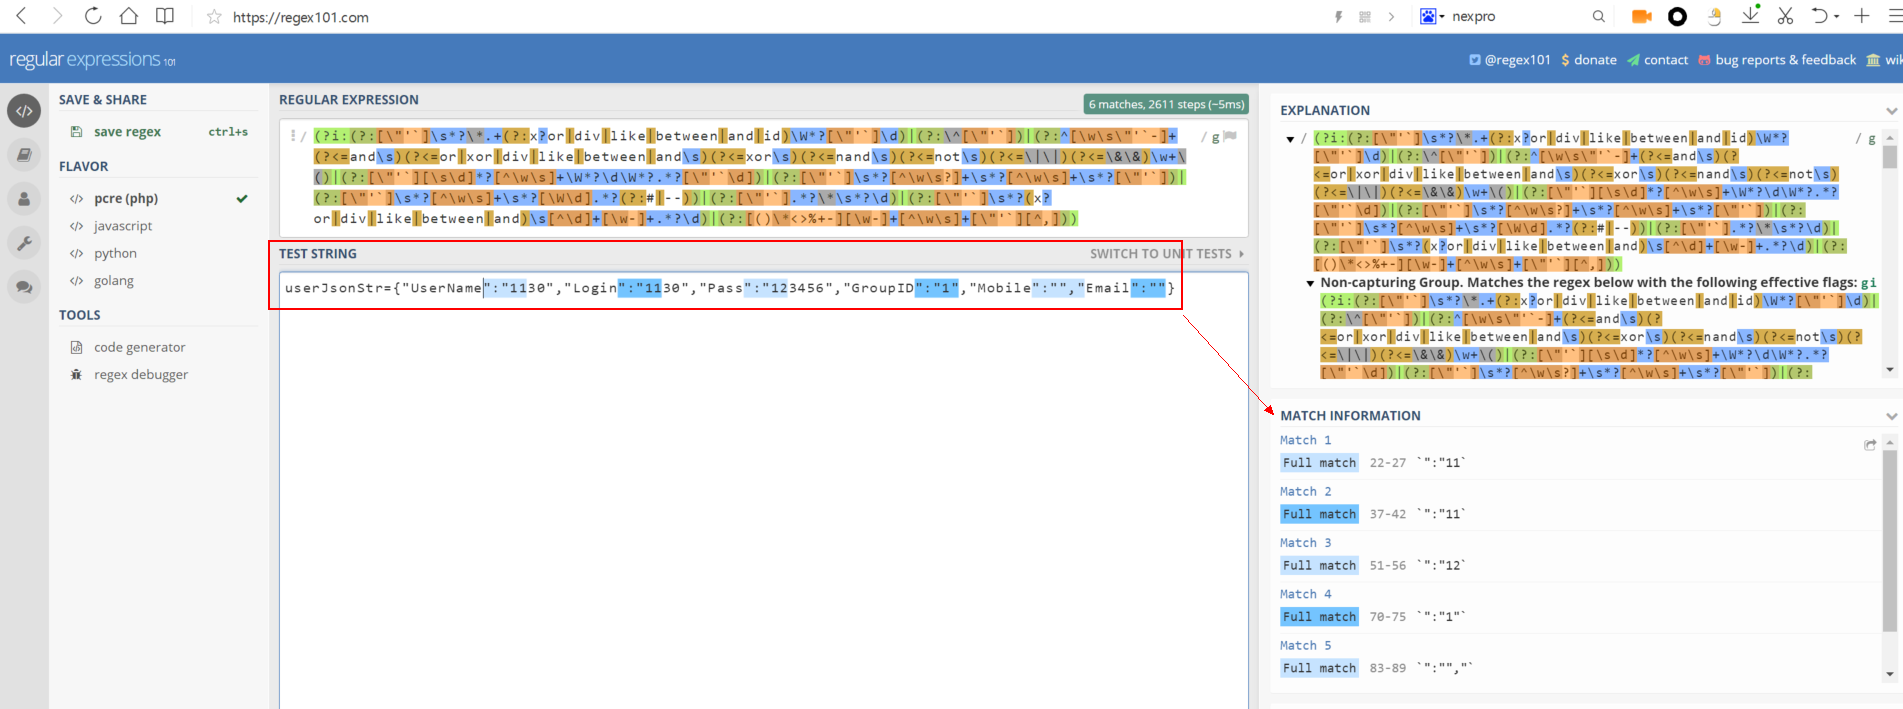 https://regex101.com
nexpro
regular expressions 101
@regex101
donate
contact
bug reports & feedback
wik
SAVE & SHARE
save regex ctrl+s
FLAVOR
pcre (php)
javascript
python
golang
TOOLS
code generator
regex debugger
REGULAR EXPRESSION
6 matches, 2611 steps (~5ms)
/ (?i:(?:[\"'`]\s*?\*.+(?:x?or|div|like|between|and|id)\W*?[\"'`]\d)|(?:\^[\"'`])|(?:^[\w\s\"'`-]+ / g
(?<=and\s)(?<=or|xor|div|like|between|and\s)(?<=xor\s)(?<=nand\s)(?<=not\s)(?<=\|\|)(?<=\&\&)\w+\
()|(?:[\"'`][\s\d]*?[^\w\s]+\W*?\d\W*?.*?[\"'`\d])|(?:[\"'`]\s*?[^\w\s?]+\s*?[^\w\s]+\s*?[\"'`])|
(?:[\"'`]\s*?[^\w\s]+\s*?[\W\d].*?(?:#|--))|(?:[\"'`].*?\*\s*?\d)|(?:[\"'`]\s*?(x?
or|div|like|between|and)\s[^\d]+[\w-]+.*?\d)|(?:[()\*<>%+-][\w-]+[^\w\s]+[\"'`][^,]))
TEST STRING
SWITCH TO UNIT TESTS
userJsonStr={"UserName":"1130","Login":"1130","Pass":"123456","GroupID":"1","Mobile":"","Email":""}
EXPLANATION
/ (?i:(?:[\"'`]\s*?\*.+(?:x?or|div|like|between|and|id)\W*? / g
[\"'`]\d)|(?:\^[\"'`])|(?:^[\w\s\"'`-]+(?<=and\s)(?
<=or|xor|div|like|between|and\s)(?<=xor\s)(?<=nand\s)(?<=not\s)
(?<=\|\|)(?<=\&\&)\w+\()|(?:[\"'`][\s\d]*?[^\w\s]+\W*?\d\W*?.*?
[\"'`\d])|(?:[\"'`]\s*?[^\w\s?]+\s*?[^\w\s]+\s*?[\"'`])|(?:
[\"'`]\s*?[^\w\s]+\s*?[\W\d].*?(?:#|--))|(?:[\"'`].*?\*\s*?\d)|
(?:[\"'`]\s*?(x?or|div|like|between|and)\s[^\d]+[\w-]+.*?\d)|(?:
[()\*<>%+-][\w-]+[^\w\s]+[\"'`][^,]))
Non-capturing Group. Matches the regex below with the following effective flags: gi
(?i:(?:[\"'`]\s*?\*.+(?:x?or|div|like|between|and|id)\W*?[\"'`]\d)|
(?:\^[\"'`])|(?:^[\w\s\"'`-]+(?<=and\s)(?
<=or|xor|div|like|between|and\s)(?<=xor\s)(?<=nand\s)(?<=not\s)(?
<=\|\|)(?<=\&\&)\w+\()|(?:[\"'`][\s\d]*?[^\w\s]+\W*?\d\W*?.*?
[\"'`\d])|(?:[\"'`]\s*?[^\w\s?]+\s*?[^\w\s]+\s*?[\"'`])|(?:
MATCH INFORMATION
Match 1
Full match 22-27 `":"11`
Match 2
Full match 37-42 `":"11`
Match 3
Full match 51-56 `":"12`
Match 4
Full match 70-75 `":"1"`
Match 5
Full match 83-89 `":"","`